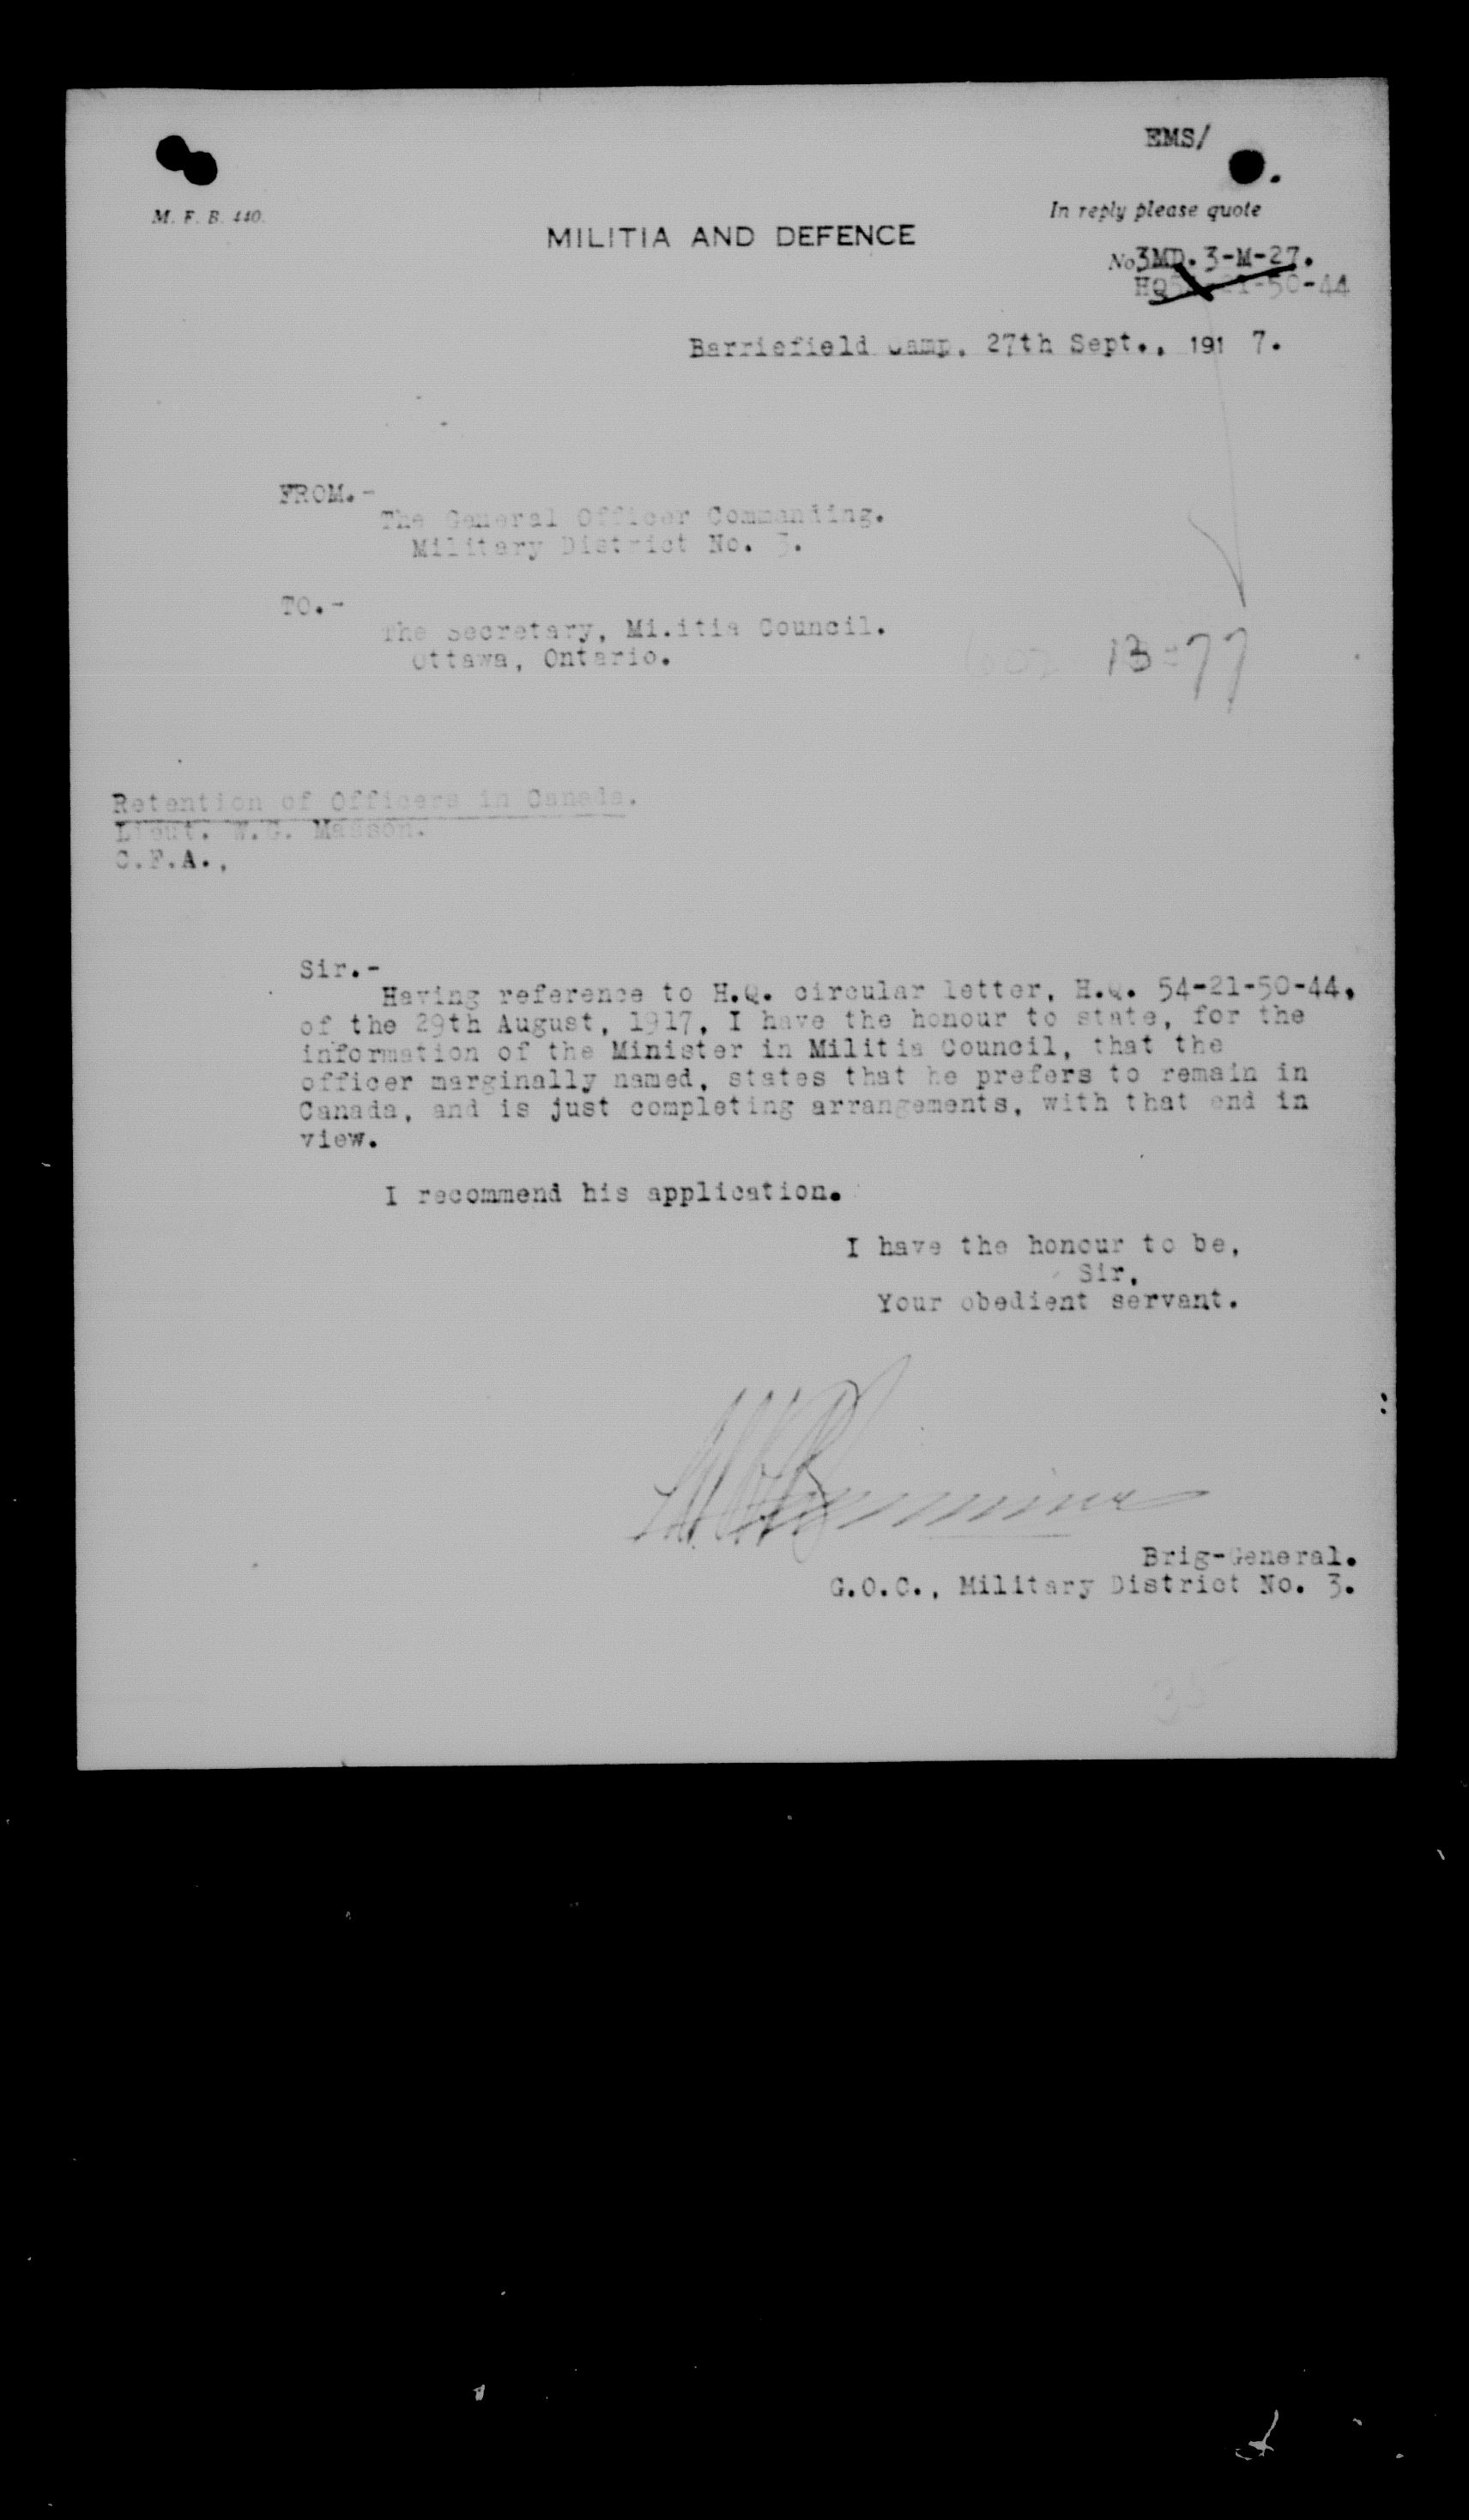 EMS/
M. F. B. 440.
In reply please quote
MILITIA AND DEFENCE
No 3MD. 3-M-27.
HQ54-21-50-44
Barriefield Camp, 27th Sept., 191 7.
FROM.-
The General Officer Commanding.
Military District No. 3.
TO.-
The Secretary, Militia Council.
Ottawa, Ontario.
13-77
Retention of Officers in Canada.
Lieut. W.G. Masson.
C.F.A.,
Sir.-
Having reference to H.Q. circular letter, H.Q. 54-21-50-44,
of the 29th August, 1917, I have the honour to state, for the
information of the Minister in Militia Council, that the
officer marginally named, states that he prefers to remain in
Canada, and is just completing arrangements, with that end in
view.
I recommend his application.
I have the honour to be,
Sir,
Your obedient servant.
Brig-General.
G.O.C., Military District No. 3.